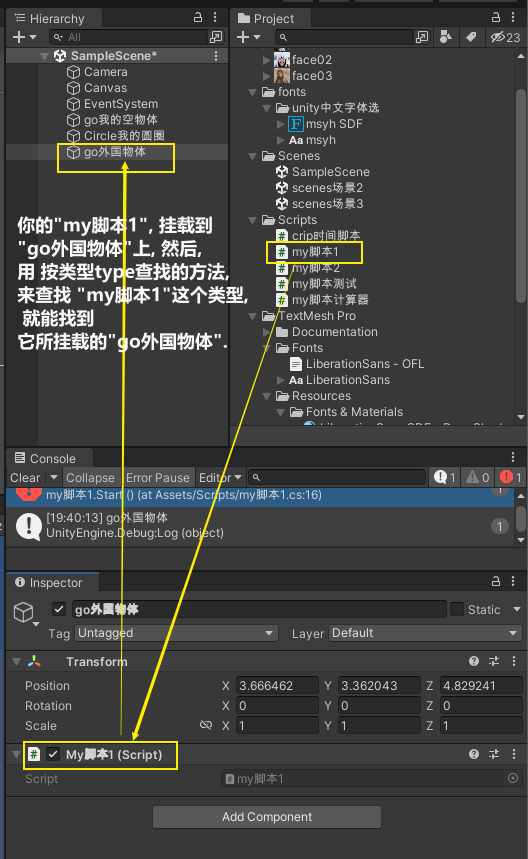 Hierarchy
All
SampleScene*
Camera
Canvas
EventSystem
go我的空物体
Circle我的圆圈
go外国物体
你的"my脚本1", 挂载到
"go外国物体"上, 然后,
用 按类型type查找的方法,
来查找 "my脚本1"这个类型,
就能找到
它所挂载的"go外国物体".
Project
23
face02
face03
fonts
unity中文字体选
msyh SDF
Aa msyh
Scenes
SampleScene
scenes场景2
scenes场景3
Scripts
crip时间脚本
my脚本1
my脚本2
my脚本测试
my脚本计算器
TextMesh Pro
Documentation
Fonts
LiberationSans - OFL
Aa LiberationSans
Resources
Fonts & Materials
Console
Clear Collapse Error Pause Editor 1 0 1
my脚本1.Start () (at Assets/Scripts/my脚本1.cs:16)
[19:40:13] go外国物体
UnityEngine.Debug:Log (object)
1
Inspector
go外国物体 Static
Tag Untagged Layer Default
Transform
Position X 3.666462 Y 3.362043 Z 4.829241
Rotation X 0 Y 0 Z 0
Scale X 1 Y 1 Z 1
My脚本1 (Script)
Script my脚本1
Add Component